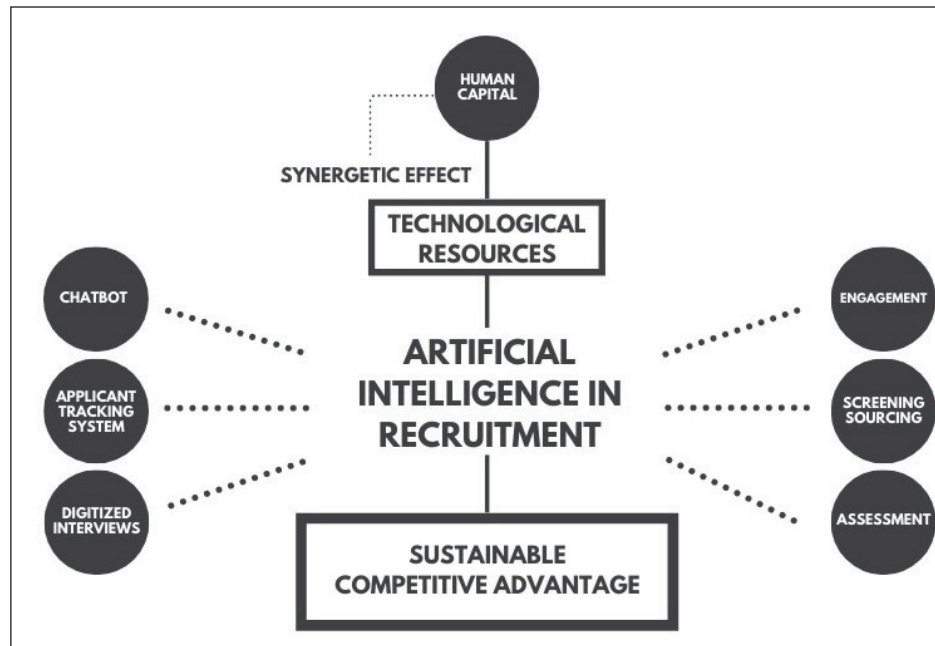 HUMAN
CAPITAL
SYNERGETIC EFFECT
TECHNOLOGICAL
RESOURCES
CHATBOT
APPLICANT
TRACKING
SYSTEM
DIGITIZED
INTERVIEWS
ARTIFICIAL
INTELLIGENCE IN
RECRUITMENT
ENGAGEMENT
SCREENING
SOURCING
ASSESSMENT
SUSTAINABLE
COMPETITIVE ADVANTAGE